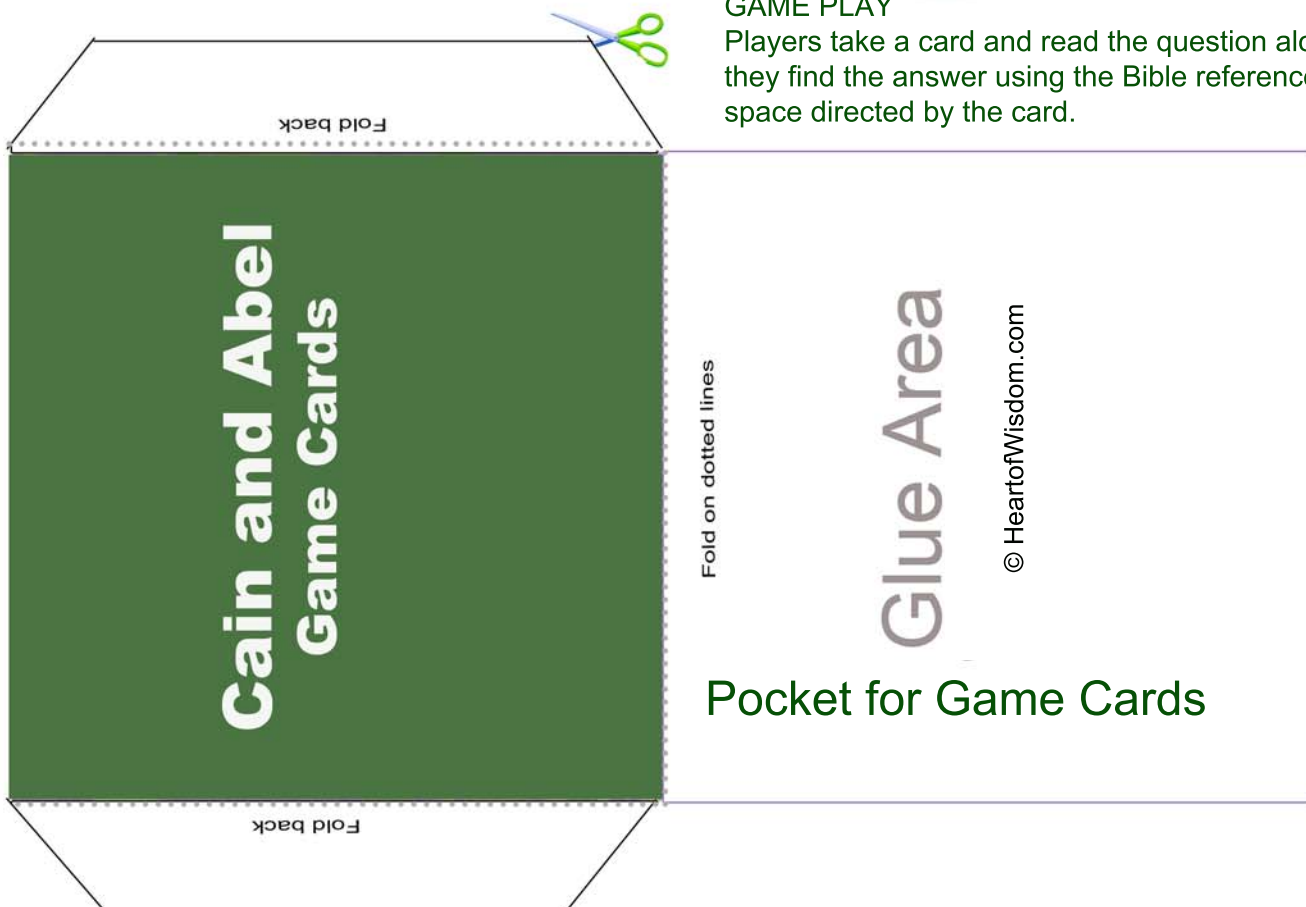 GAME PLAY
Players take a card and read the question
they find the answer using the Bible
space directed by the card.
Fold back
Cain and Abel
Game Cards
Fold on dotted lines
Glue Area
© HeartofWisdom.com
Pocket for Game Cards
Fold back